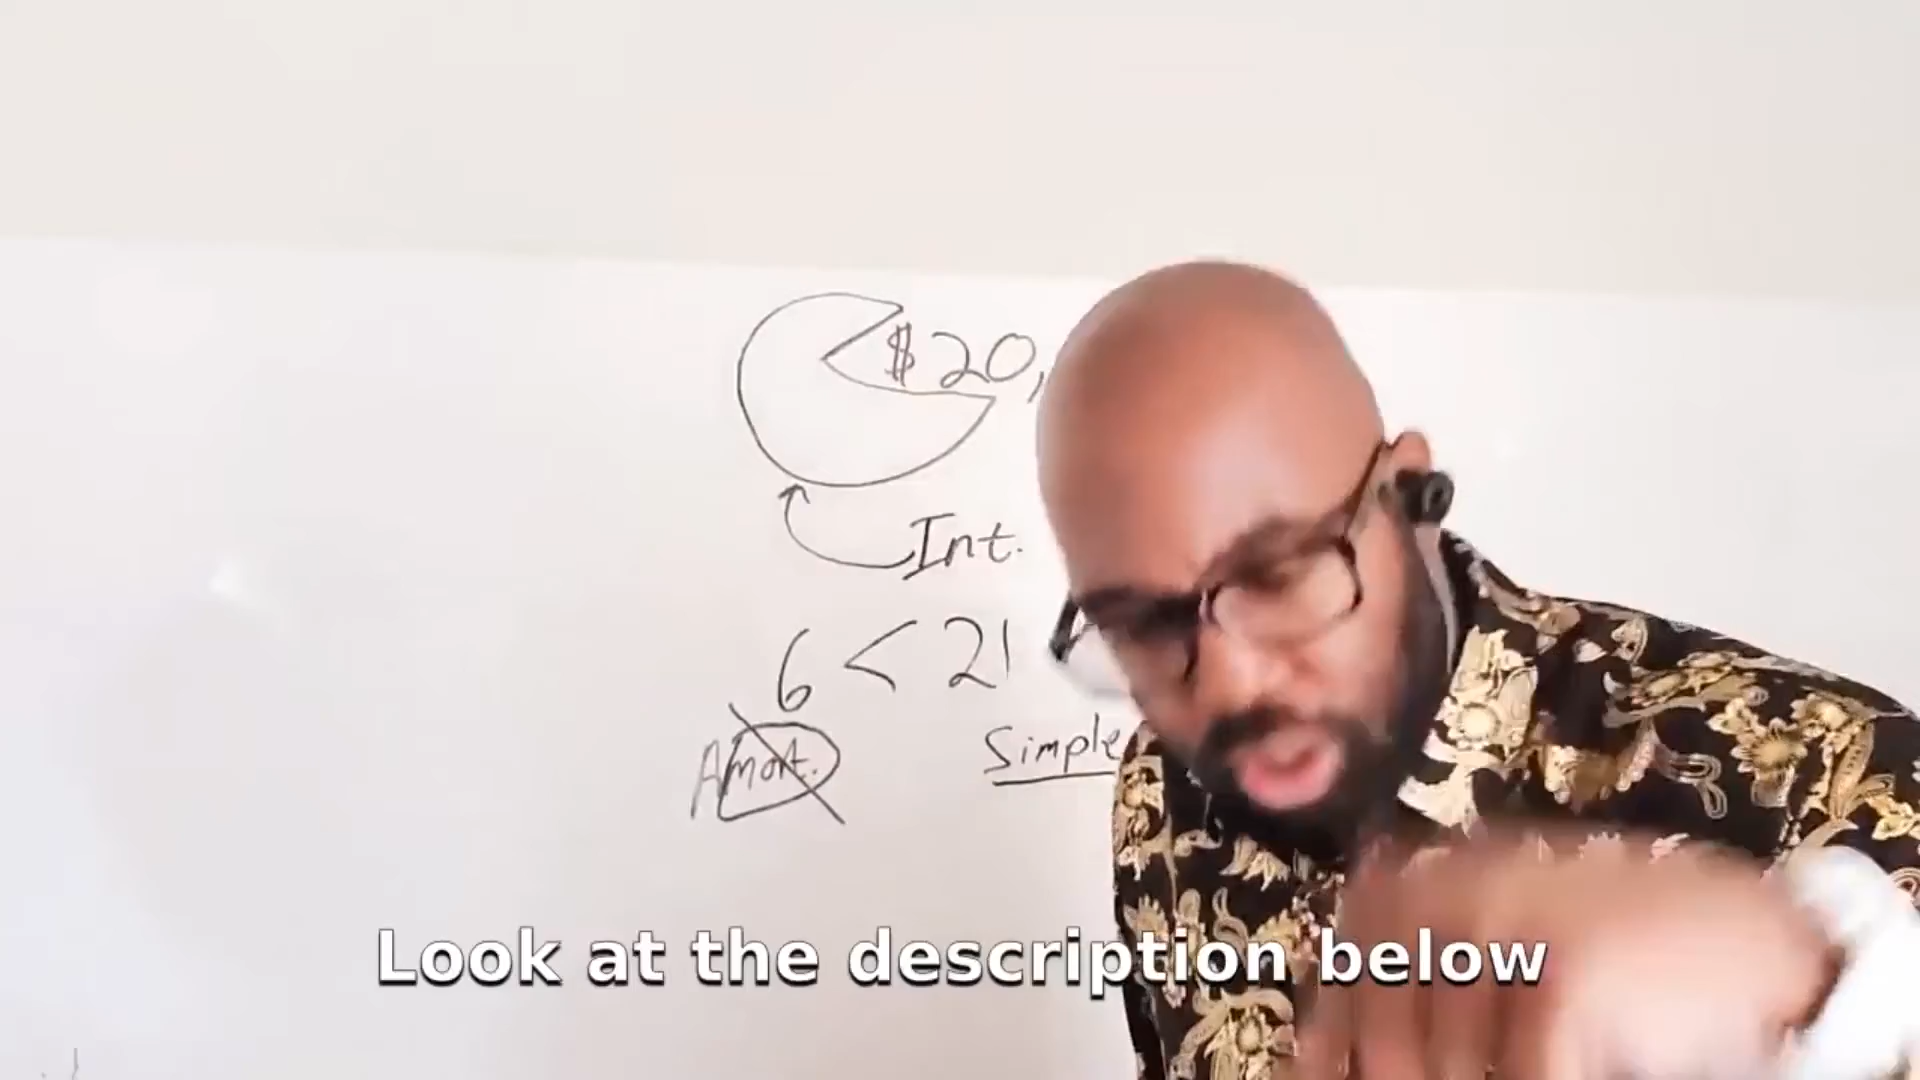 $20,
Int.
6 < 21
Amort.
Simple
Look at the description below